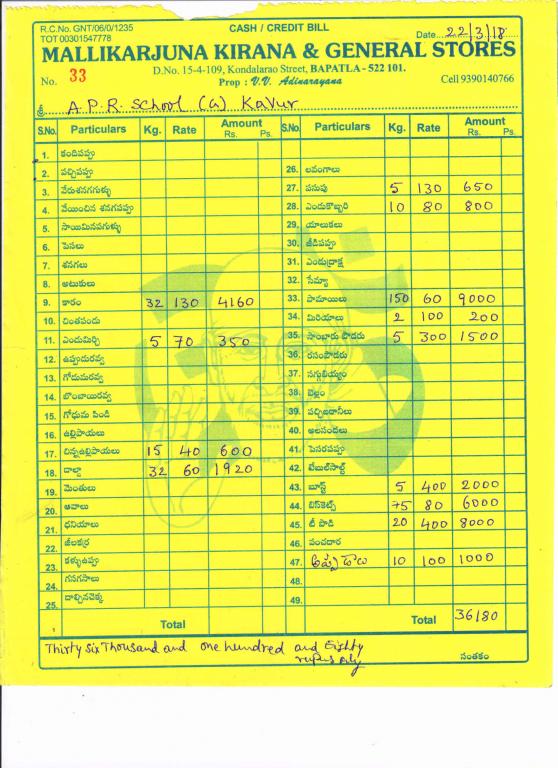 R.C.No. GNT/06/0/1235
TOT 00301547778
CASH / CREDIT BILL
Date...22/3/18
MALLIKARJUNA KIRANA & GENERAL STORES
No. 33
D.No. 15-4-109, Kondalarao Street, BAPATLA - 522 101.
Prop : V.V. Adinarayana
Cell 9390140766
శ్రీ A.P.R. School (G) Kavur
S.No. Particulars Kg. Rate Amount Rs. Ps.
1. కందిపప్పు
2. పచ్చిపప్పు
3. వేరుశనగగుళ్ళు
4. వేయించిన శనగపప్పు
5. సాయిమినపగుళ్ళు
6. పెసలు
7. శనగలు
8. అటుకులు
9. కారం 32 130 4160
10. చింతపండు
11. ఎండుమిర్చి 5 70 350
12. ఉప్పుడురవ్వ
13. గోధుమరవ్వ
14. బొంబాయిరవ్వ
15. గోధుమ పిండి
16. ఉల్లిపాయలు
17. చిన్నఉల్లిపాయలు 15 40 600
18. డాల్డా 32 60 1920
19. మెంతులు
20. ఆవాలు
21. ధనియాలు
22. జీలకర్ర
23. కళ్ళుఉప్పు
24. గసగసాలు
25. దాల్చినచెక్క
Total
S.No. Particulars Kg. Rate Amount Rs. Ps.
26. లవంగాలు
27. పసుపు 5 130 650
28. ఎండుకొబ్బరి 10 80 800
29. యాలుకలు
30. జీడిపప్పు
31. ఎండుద్రాక్ష
32. సేమ్యా
33. పామాయిలు 150 60 9000
34. మిరియాలు 2 100 200
35. సాంబారు పౌడరు 5 300 1500
36. రసంపౌడరు
37. సగ్గుబియ్యం
38. బెల్లం
39. పచ్చిబఠానీలు
40. అలసందలు
41. పెసరపప్పు
42. టేబుల్‌సాల్ట్
43. బూస్ట్ 5 400 2000
44. బిస్‌కెట్స్ 75 80 6000
45. టీ పొడి 20 400 8000
46. పంచదార
47. అప్పడాలు 10 100 1000
48.
49.
Total 36180
Thirty six Thousand and one hundred and Eighty
rupees only
సంతకం